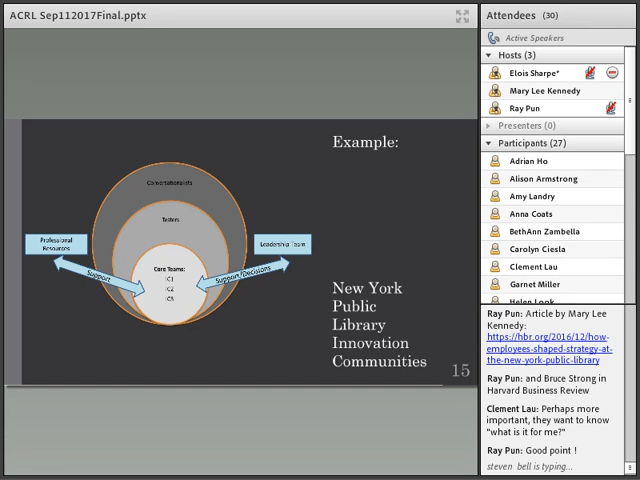 ACRL Sep112017Final.pptx
Example:
Conversationalists
Testers
Professional
Resources
Leadership Team
Core Teams:
IC1
IC2
IC3
Support
Support/Decisions
New York
Public
Library
Innovation
Communities
15
Attendees (30)
Active Speakers
Hosts (3)
Elois Sharpe*
Mary Lee Kennedy
Ray Pun
Presenters (0)
Participants (27)
Adrian Ho
Alison Armstrong
Amy Landry
Anna Coats
BethAnn Zambella
Carolyn Ciesla
Clement Lau
Garnet Miller
Helen Look
Ray Pun: Article by Mary Lee
Kennedy:
https://hbr.org/2016/12/how-
employees-shaped-strategy-at-
the-new-york-public-library
Ray Pun: and Bruce Strong in
Harvard Business Review
Clement Lau: Perhaps more
important, they want to know
"what is it for me?"
Ray Pun: Good point !
steven bell is typing...